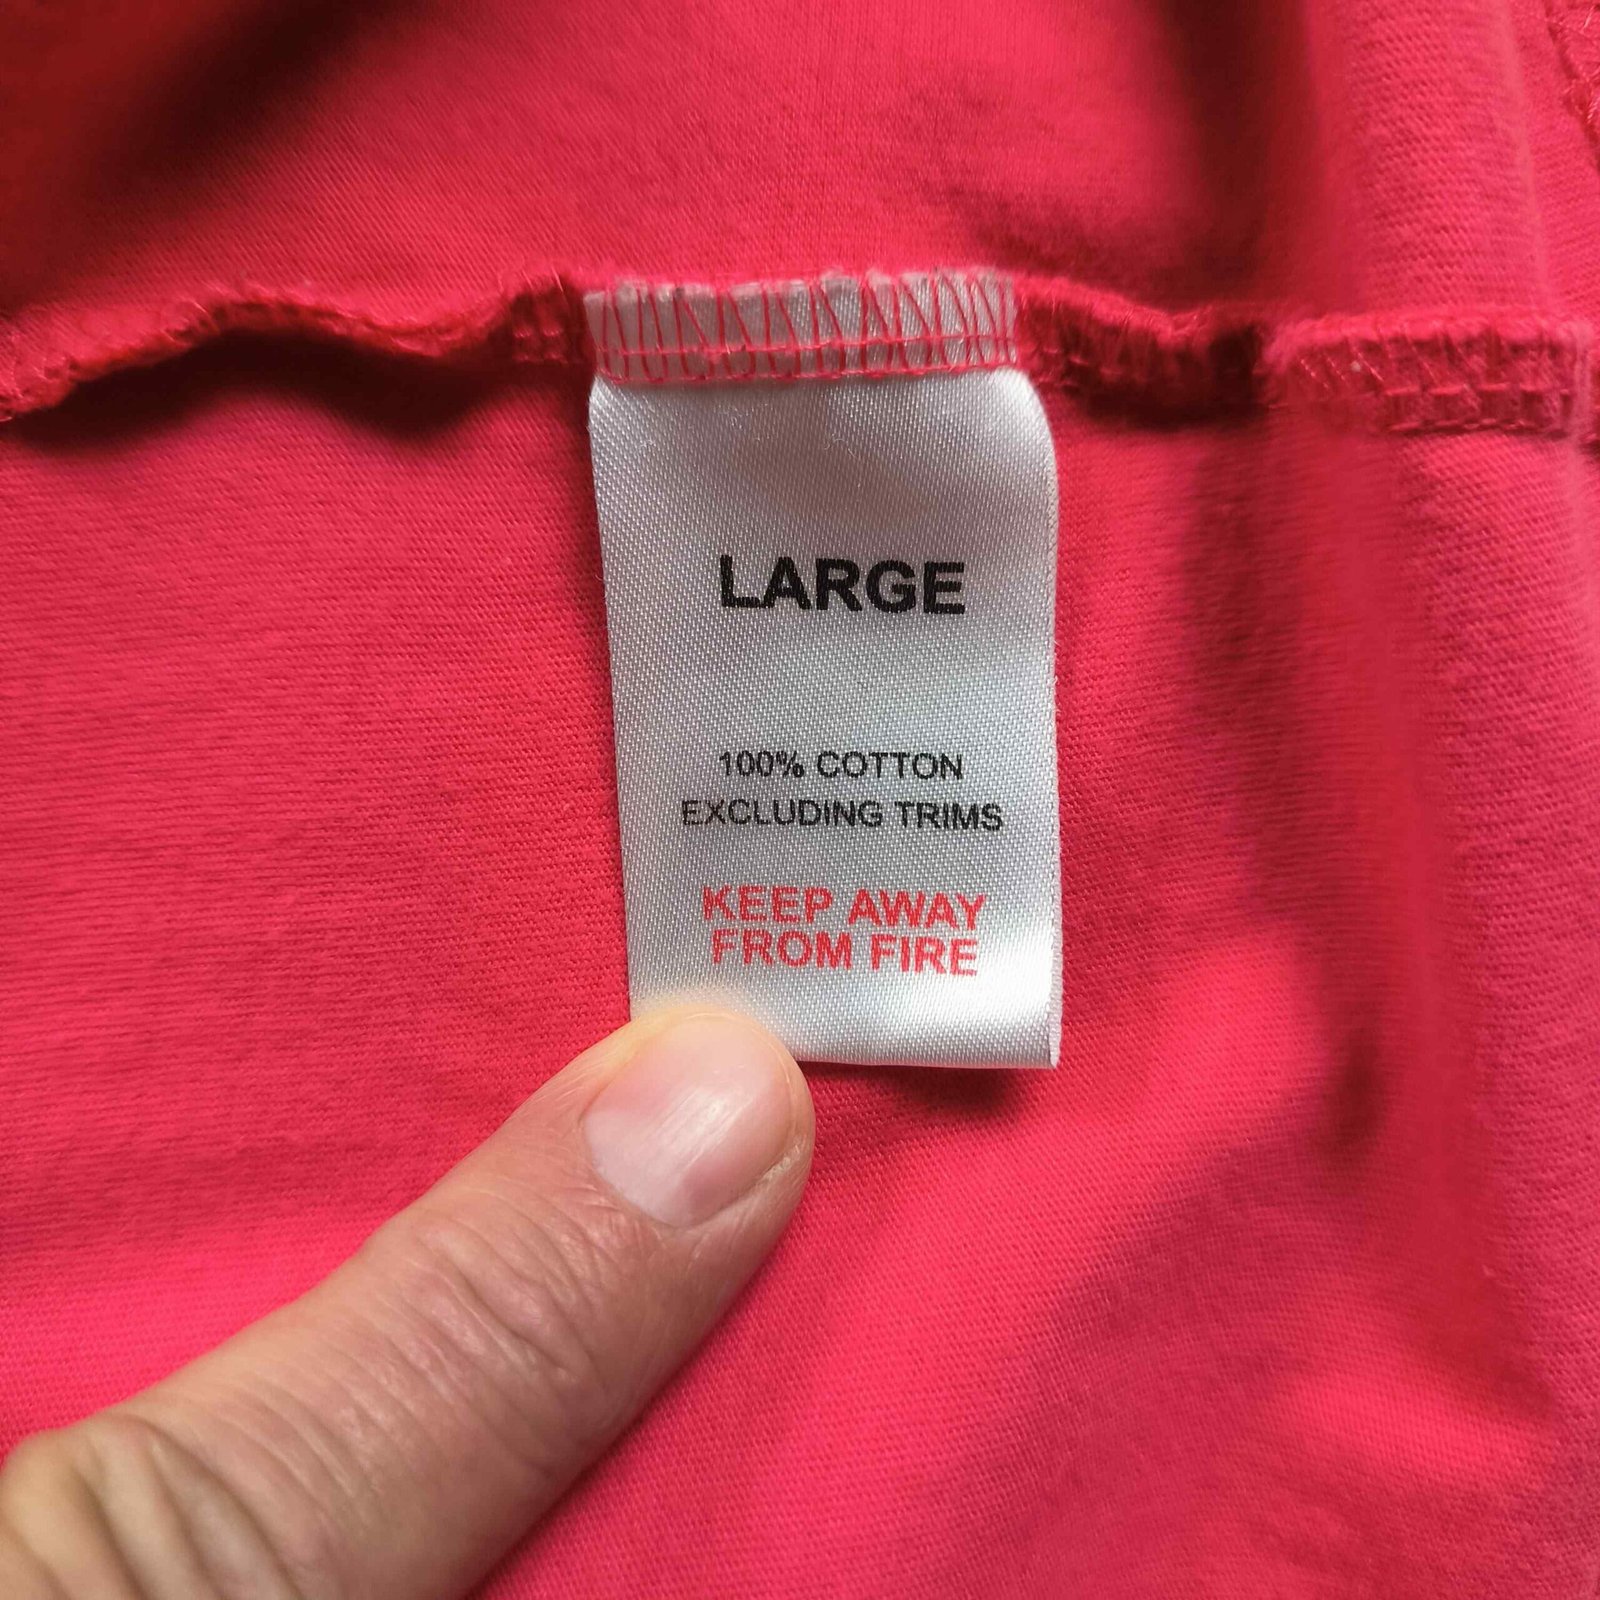 LARGE
100% COTTON
EXCLUDING TRIMS
KEEP AWAY
FROM FIRE